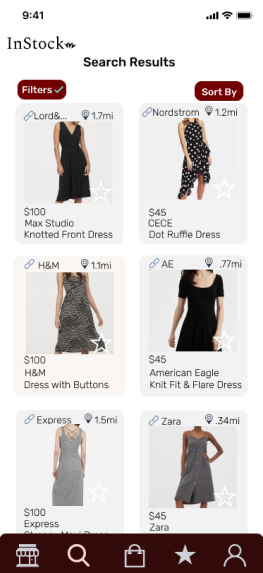 9:41
InStock
Search Results
Filters
Sort By
Lord&... 1.7mi
Nordstrom 1.2mi
$100
Max Studio
Knotted Front Dress
$45
CECE
Dot Ruffle Dress
H&M 1.1mi
AE .77mi
$100
H&M
Dress with Buttons
$45
American Eagle
Knit Fit & Flare Dress
Express 1.5mi
Zara .34mi
$100
Express
$45
Zara